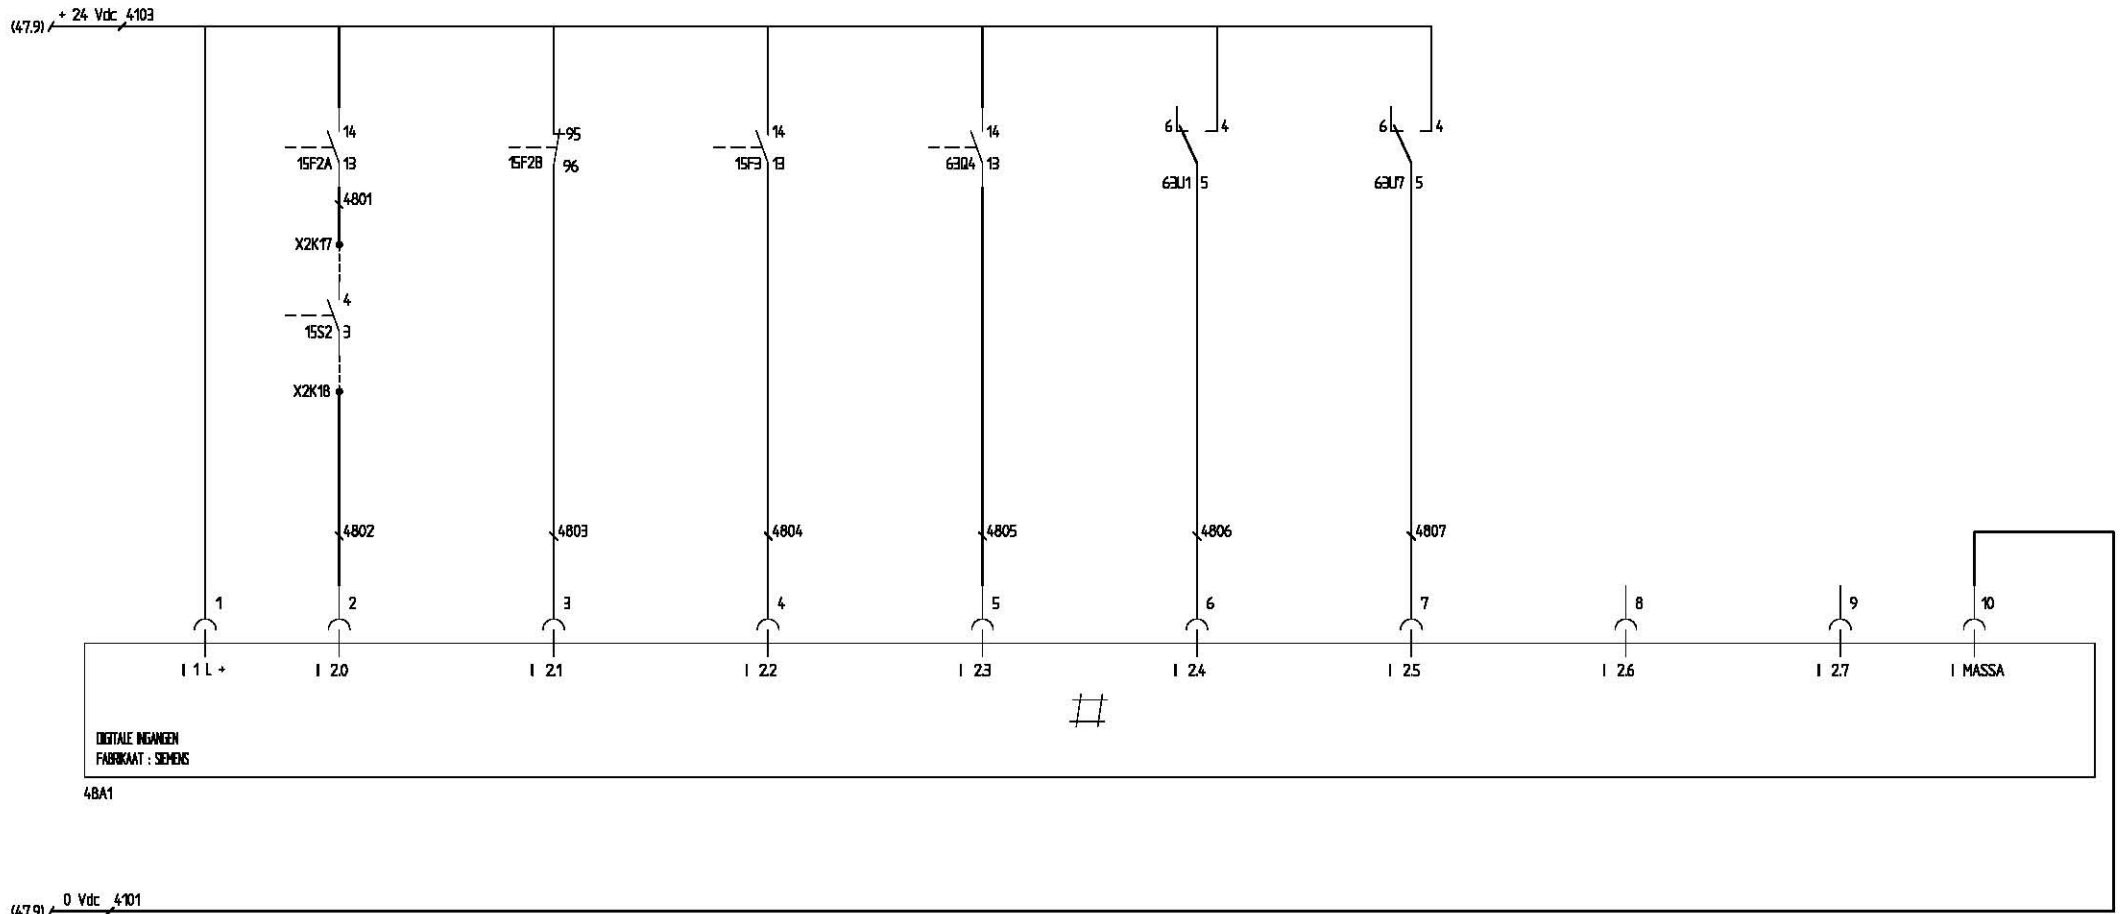 + 24 Vdc 4103
(47.9)
14 95 14 14 6 4 6 4
15F2A 13 15F2B 96 15F3 13 63Q4 13
63U1 5 63U7 5
4801
X2K17
4
15S2 3
X2K18
4802 4803 4804 4805 4806 4807
1 2 3 4 5 6 7 8 9 10
I 1 L + I 2.0 I 2.1 I 2.2 I 2.3 I 2.4 I 2.5 I 2.6 I 2.7 I MASSA
DIGITALE INGANGEN
FABRIKAAT : SIEMENS
48A1
0 Vdc 4101
(47.9)